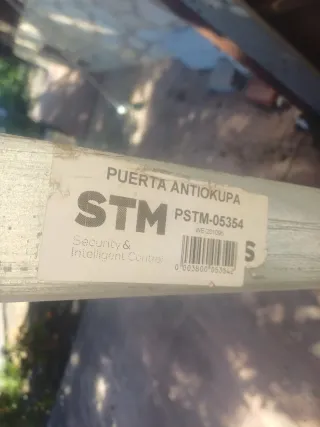 PUERTA ANTIOKUPA
STM PSTM-05354
Security &
Intelligent Control
S